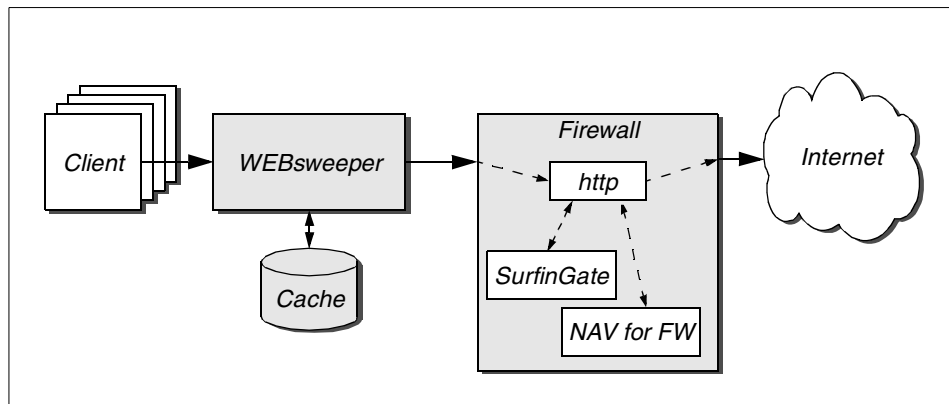 Firewall
Client
WEBsweeper
Internet
http
SurfinGate
Cache
NAV for FW